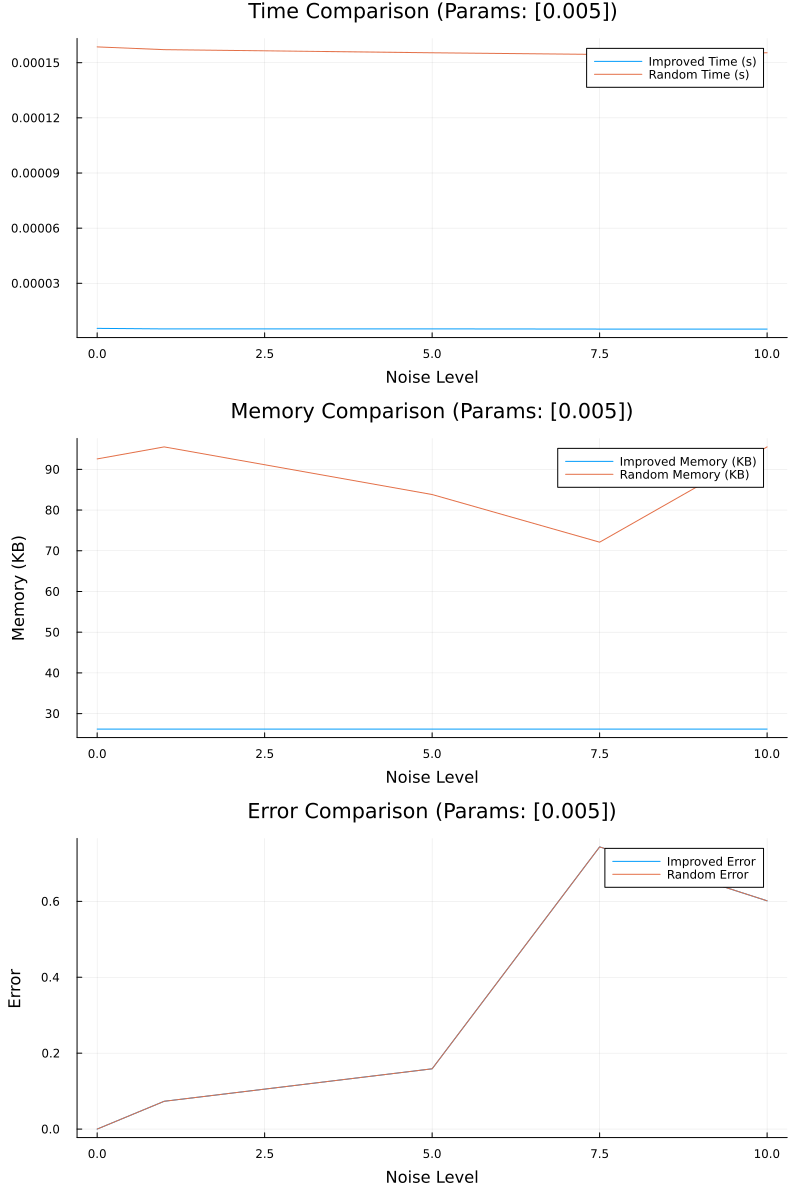 Time Comparison (Params: [0.005])
0.00015
0.00012
0.00009
0.00006
0.00003
Improved Time (s)
Random Time (s)
0.0 2.5 5.0 7.5 10.0
Noise Level
Memory Comparison (Params: [0.005])
Memory (KB)
90
80
70
60
50
40
30
Improved Memory (KB)
Random Memory (KB)
0.0 2.5 5.0 7.5 10.0
Noise Level
Error Comparison (Params: [0.005])
Error
0.6
0.4
0.2
0.0
Improved Error
Random Error
0.0 2.5 5.0 7.5 10.0
Noise Level